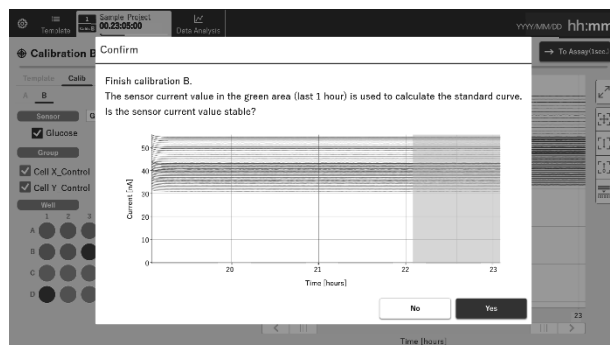 Template
1
Sample Project
00.23:05:00
Data Analysis
YYYY/MM/DD hh:mm
Calibration B
Confirm
→ To Assay(1sec.)
Template Calib
A B
Sensor
Glucose
Group
Cell X_Control
Cell Y Control
Well
1 2 3
A
B
C
D
Finish calibration B.
The sensor current value in the green area (last 1 hour) is used to calculate the standard curve.
Is the sensor current value stable?
Current [nA]
50
40
30
20
10
0
20 21 22 23
Time [hours]
No Yes
23
Time [hours]